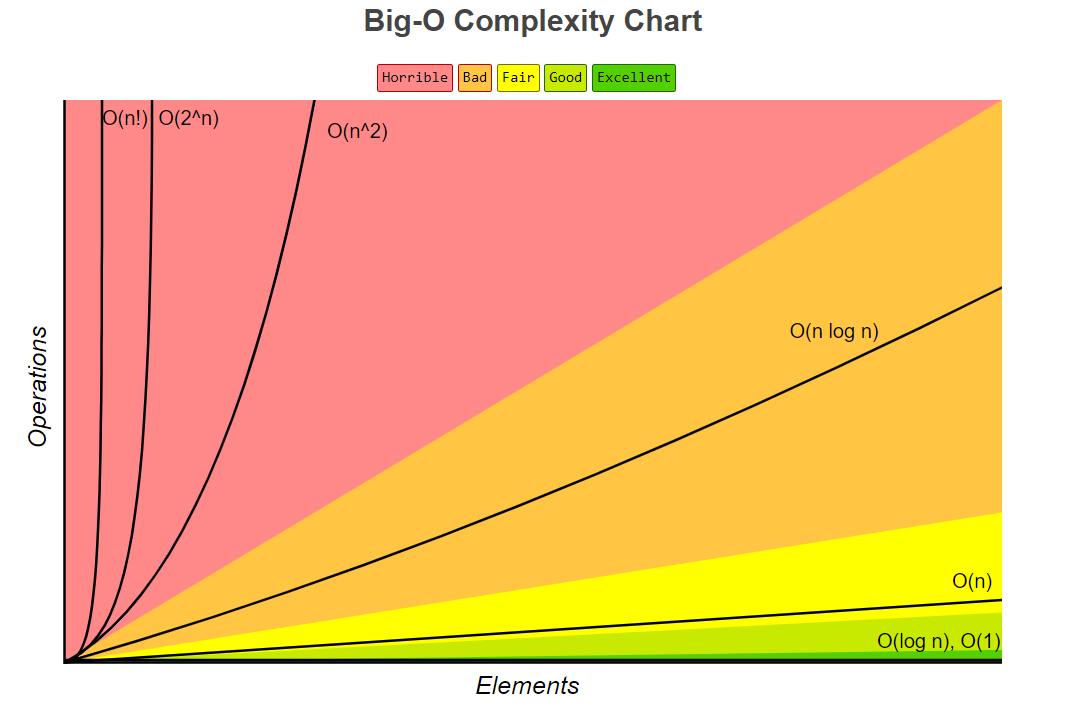 Big-O Complexity Chart
Horrible Bad Fair Good Excellent
O(n!) O(2^n)
O(n^2)
O(n log n)
Operations
O(n)
O(log n), O(1)
Elements